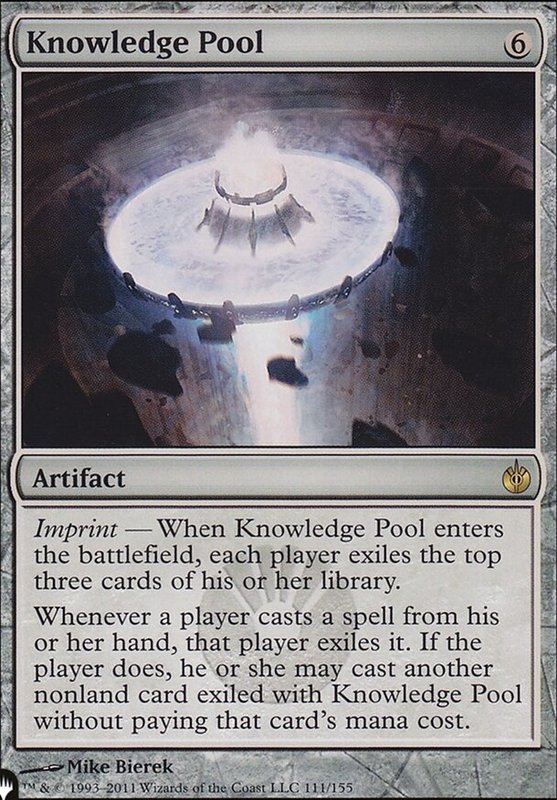 Knowledge Pool 6
Artifact
Imprint — When Knowledge Pool enters
the battlefield, each player exiles the top
three cards of his or her library.
Whenever a player casts a spell from his
or her hand, that player exiles it. If the
player does, he or she may cast another
nonland card exiled with Knowledge Pool
without paying that card's mana cost.
Mike Bierek
™ & © 1993–2011 Wizards of the Coast LLC 111/155